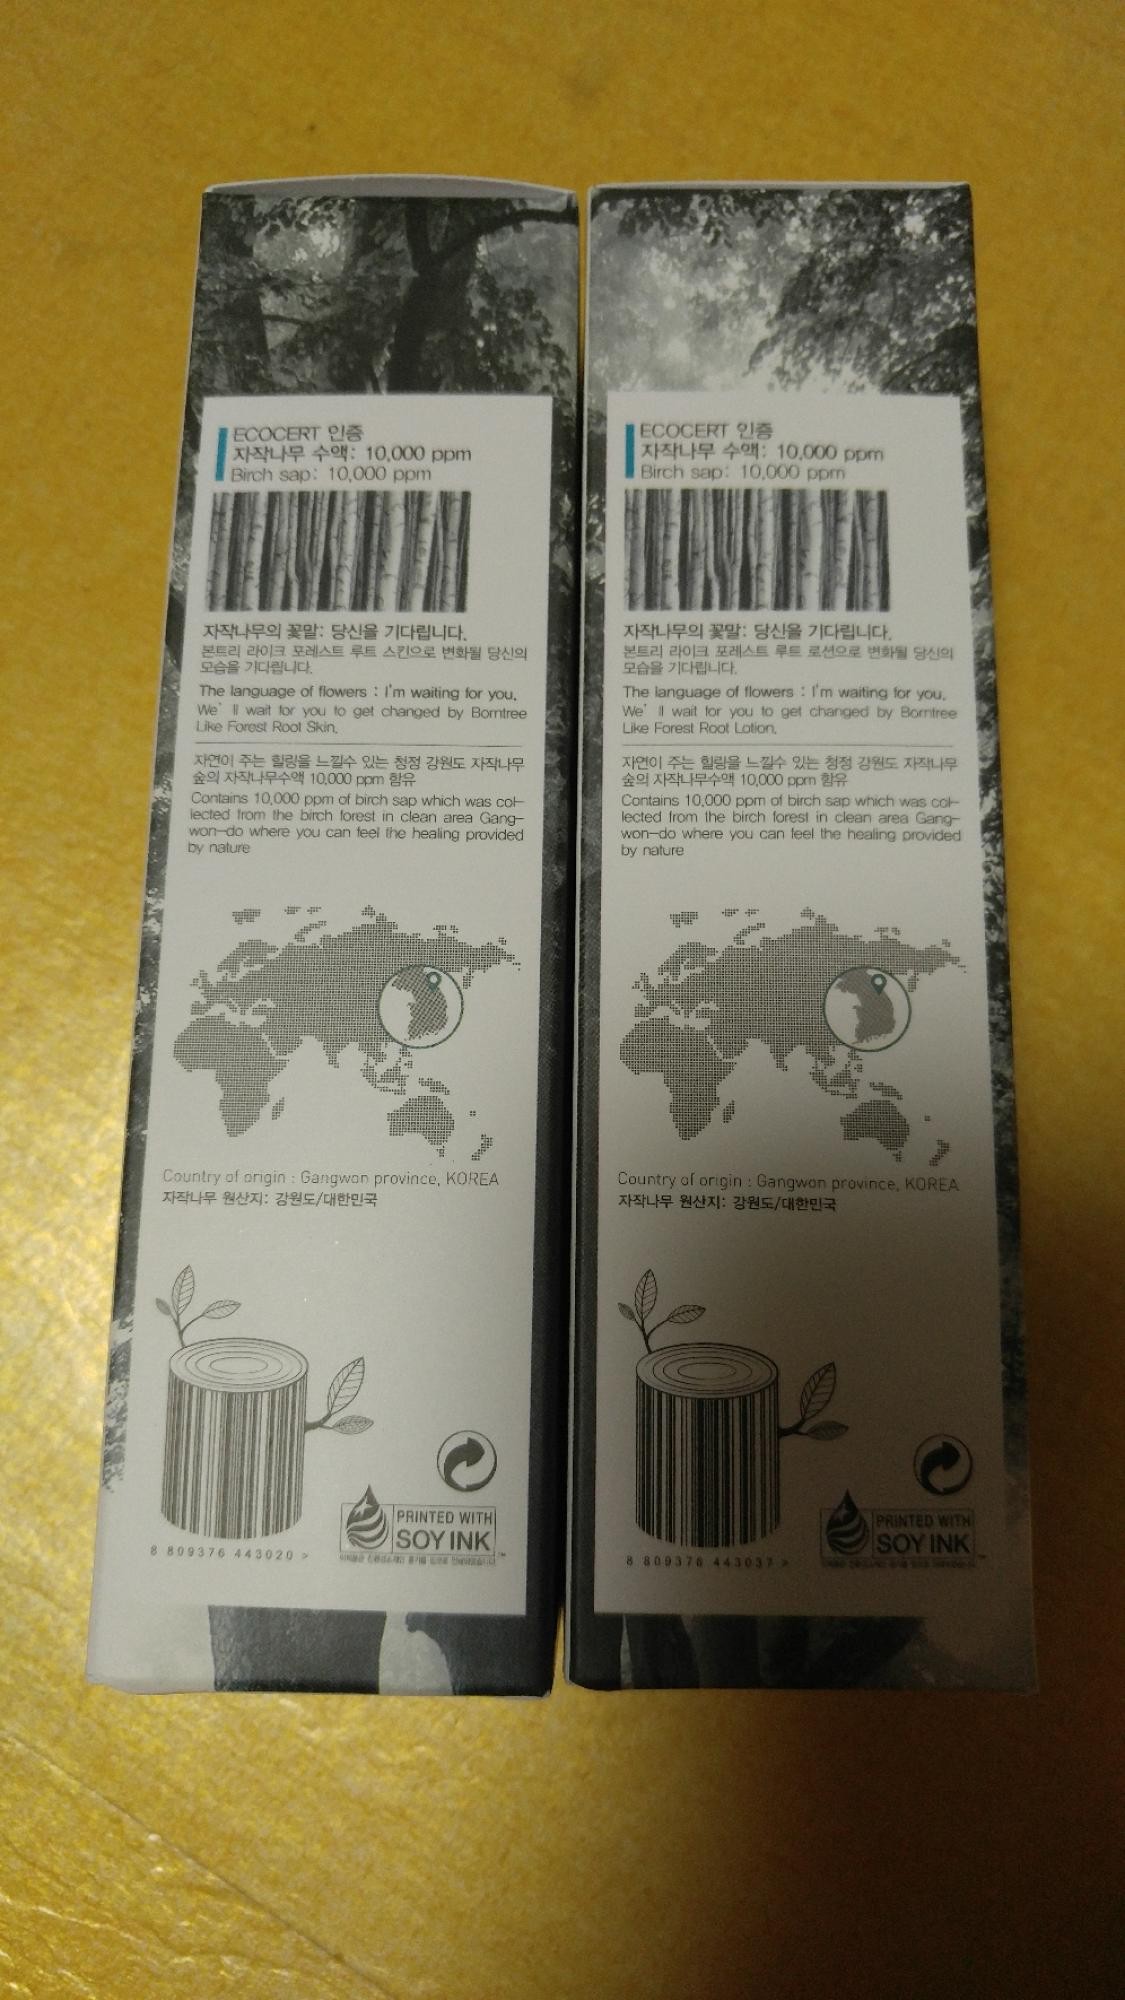 ECOCERT 인증
자작나무 수액: 10,000 ppm
Birch sap: 10,000 ppm
자작나무의 꽃말: 당신을 기다립니다.
본트리 라이크 포레스트 루트 스킨으로 변화될 당신의
모습을 기다립니다.
The language of flowers : I'm waiting for you.
We' ll wait for you to get changed by Borntree
Like Forest Root Skin.
자연이 주는 힐링을 느낄수 있는 청정 강원도 자작나무
숲의 자작나무수액 10,000 ppm 함유
Contains 10,000 ppm of birch sap which was col-
lected from the birch forest in clean area Gang-
won-do where you can feel the healing provided
by nature
Country of origin : Gangwon province, KOREA
자작나무 원산지: 강원도/대한민국
PRINTED WITH
SOY INK
8 809376 443020 >
ECOCERT 인증
자작나무 수액: 10,000 ppm
Birch sap: 10,000 ppm
자작나무의 꽃말: 당신을 기다립니다.
본트리 라이크 포레스트 루트 로션으로 변화될 당신의
모습을 기다립니다.
The language of flowers : I'm waiting for you.
We' ll wait for you to get changed by Borntree
Like Forest Root Lotion.
자연이 주는 힐링을 느낄수 있는 청정 강원도 자작나무
숲의 자작나무수액 10,000 ppm 함유
Contains 10,000 ppm of birch sap which was col-
lected from the birch forest in clean area Gang-
won-do where you can feel the healing provided
by nature
Country of origin : Gangwon province, KOREA
자작나무 원산지: 강원도/대한민국
PRINTED WITH
SOY INK
8 809376 443037 >